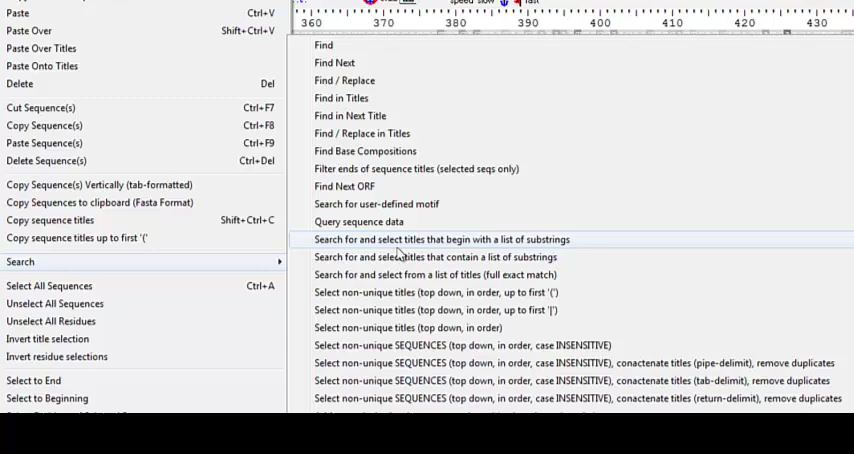 speed slow fast
360 370 380 390 400 410 420 430
Paste Ctrl+V
Paste Over Shift+Ctrl+V
Paste Over Titles
Paste Onto Titles
Delete Del
Cut Sequence(s) Ctrl+F7
Copy Sequence(s) Ctrl+F8
Paste Sequence(s) Ctrl+F9
Delete Sequence(s) Ctrl+Del
Copy Sequence(s) Vertically (tab-formatted)
Copy Sequences to clipboard (Fasta Format)
Copy sequence titles Shift+Ctrl+C
Copy sequence titles up to first '('
Search
Select All Sequences Ctrl+A
Unselect All Sequences
Unselect All Residues
Invert title selection
Invert residue selections
Select to End
Select to Beginning
Find
Find Next
Find / Replace
Find in Titles
Find in Next Title
Find / Replace in Titles
Find Base Compositions
Filter ends of sequence titles (selected seqs only)
Find Next ORF
Search for user-defined motif
Query sequence data
Search for and select titles that begin with a list of substrings
Search for and select titles that contain a list of substrings
Search for and select from a list of titles (full exact match)
Select non-unique titles (top down, in order, up to first '(')
Select non-unique titles (top down, in order, up to first '|')
Select non-unique titles (top down, in order)
Select non-unique SEQUENCES (top down, in order, case INSENSITIVE)
Select non-unique SEQUENCES (top down, in order, case INSENSITIVE), conactenate titles (pipe-delimit), remove duplicates
Select non-unique SEQUENCES (top down, in order, case INSENSITIVE), conactenate titles (tab-delimit), remove duplicates
Select non-unique SEQUENCES (top down, in order, case INSENSITIVE), conactenate titles (return-delimit), remove duplicates